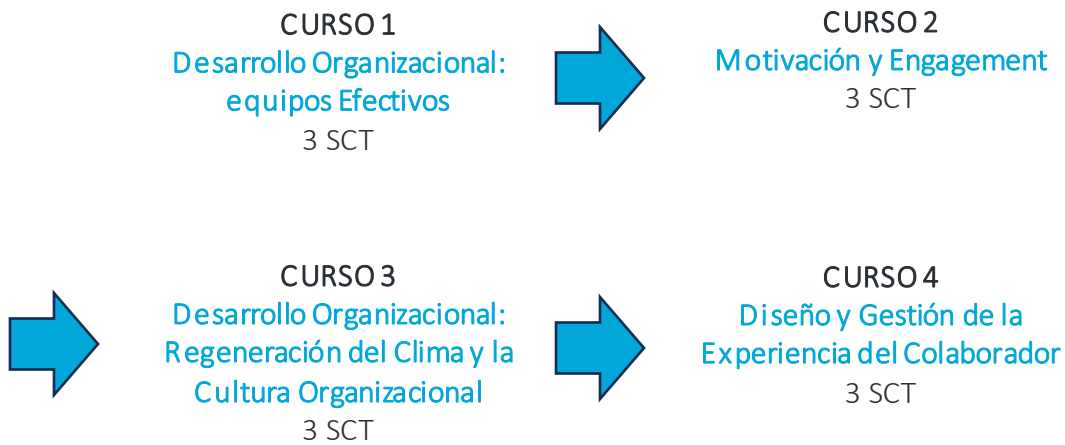 CURSO 1
Desarrollo Organizacional:
equipos Efectivos
3 SCT
CURSO 2
Motivación y Engagement
3 SCT
CURSO 3
Desarrollo Organizacional:
Regeneración del Clima y la
Cultura Organizacional
3 SCT
CURSO 4
Diseño y Gestión de la
Experiencia del Colaborador
3 SCT